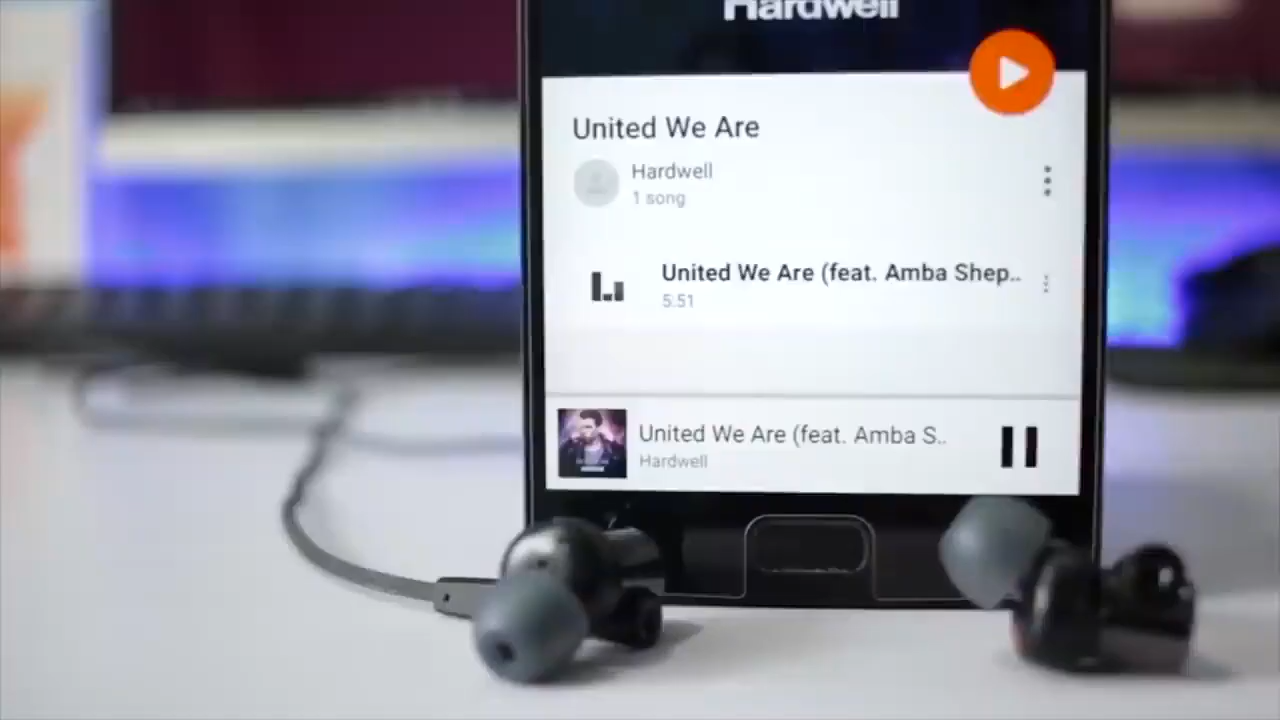 Hardwell
United We Are
Hardwell
1 song
United We Are (feat. Amba Shep..
5:51
United We Are (feat. Amba S..
Hardwell